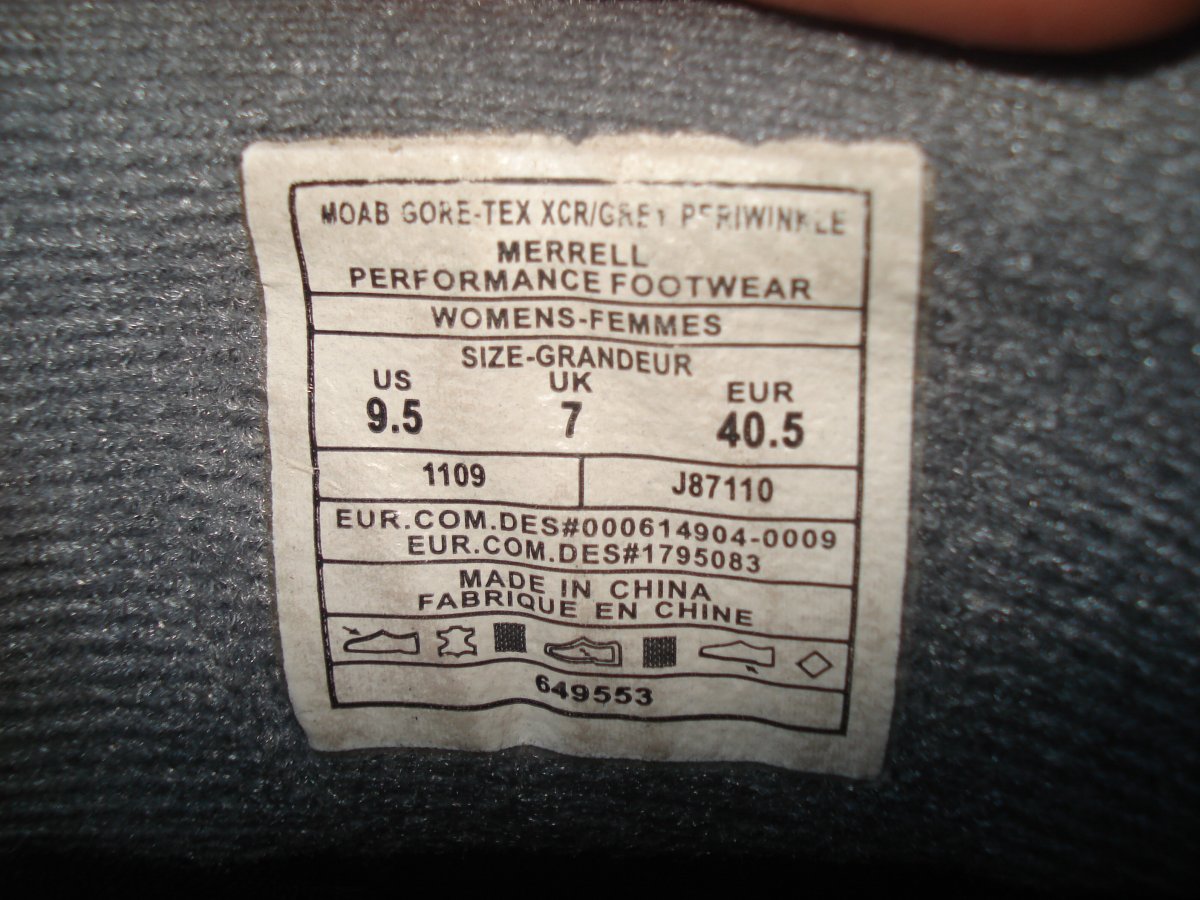 MOAB GORE-TEX XCR/GREY PERIWINKLE
MERRELL
PERFORMANCE FOOTWEAR
WOMENS-FEMMES
SIZE-GRANDEUR
US UK EUR
9.5 7 40.5
1109 J87110
EUR.COM.DES#000614904-0009
EUR.COM.DES#1795083
MADE IN CHINA
FABRIQUE EN CHINE
649553